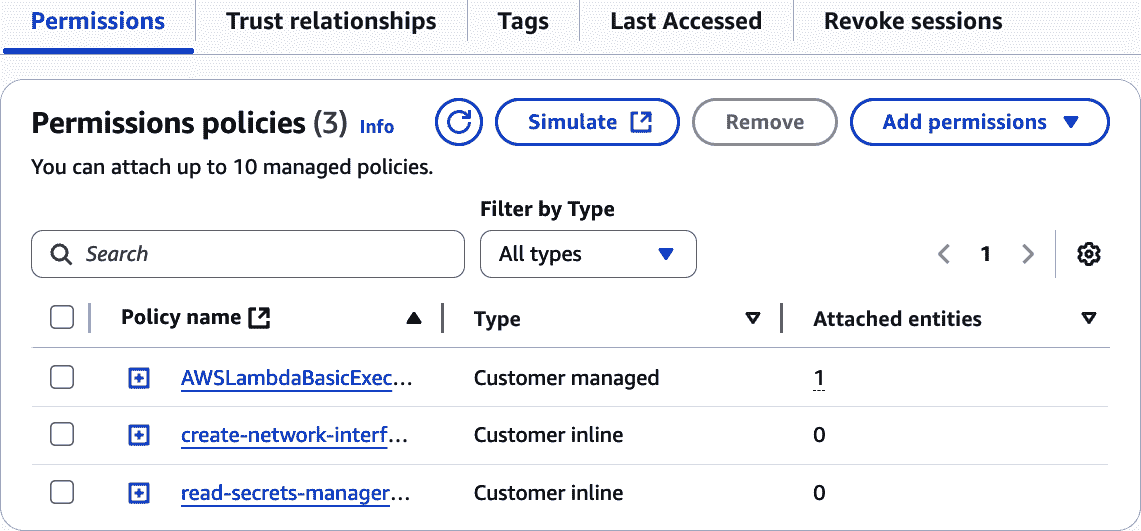 Permissions Trust relationships Tags Last Accessed Revoke sessions
Permissions policies (3) Info Simulate Remove Add permissions
You can attach up to 10 managed policies.
Filter by Type
Search All types 1
Policy name Type Attached entities
AWSLambdaBasicExec... Customer managed 1
create-network-interf... Customer inline 0
read-secrets-manager... Customer inline 0